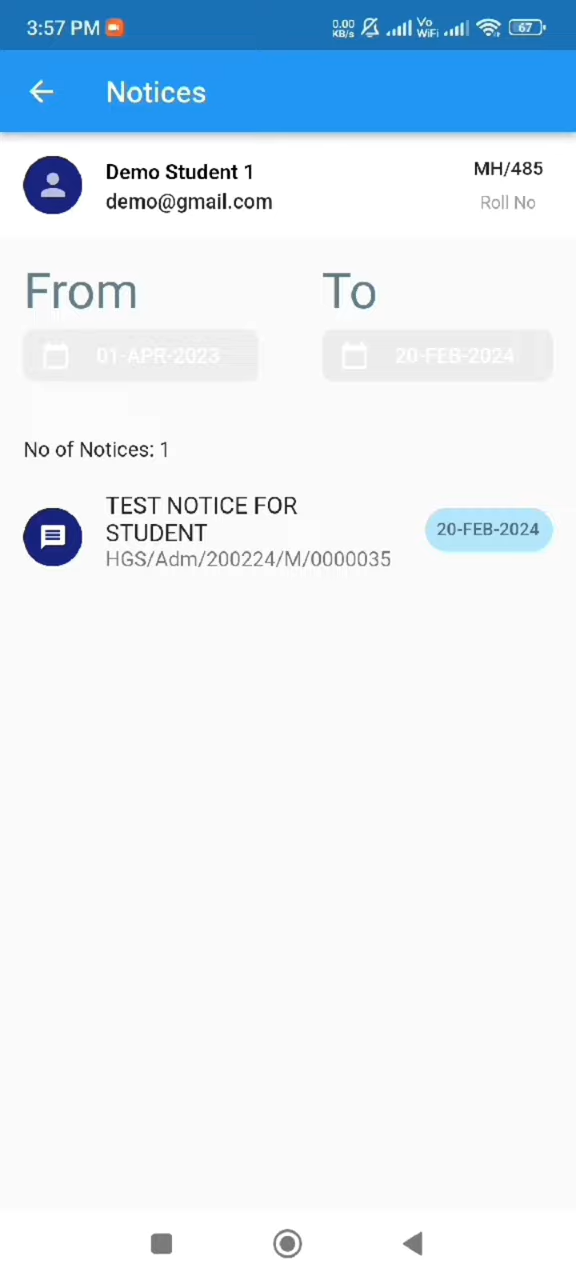 3:57 PM
0.00 KB/s
Vo WiFi
67
Notices
Demo Student 1
MH/485
demo@gmail.com
Roll No
From
To
01-APR-2023
20-FEB-2024
No of Notices: 1
TEST NOTICE FOR
STUDENT
20-FEB-2024
HGS/Adm/200224/M/0000035